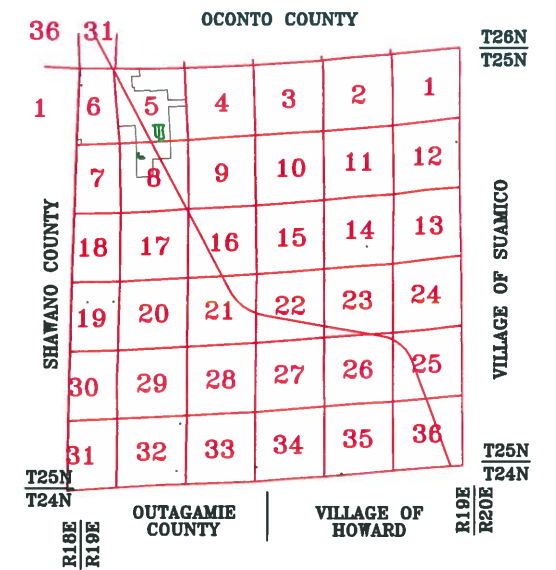 OCONTO COUNTY
36 31
T26N
T25N
1 6 5 4 3 2 1
7 8 9 10 11 12
18 17 16 15 14 13
19 20 21 22 23 24
30 29 28 27 26 25
31 32 33 34 35 36
SHAWANO COUNTY
VILLAGE OF SUAMICO
T25N
T24N
T25N
T24N
R18E
R19E
OUTAGAMIE
COUNTY
VILLAGE OF
HOWARD
R19E
R20E